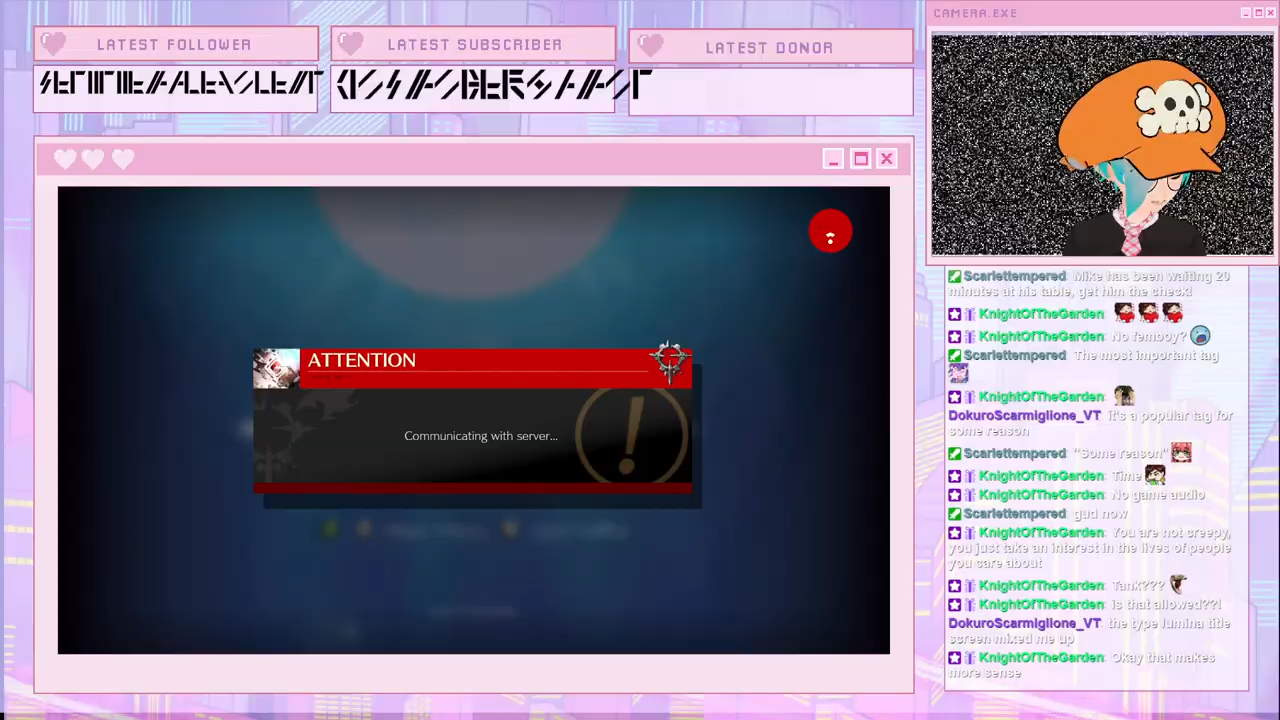 CAMERA.EXE
LATEST FOLLOWER
LATEST SUBSCRIBER
LATEST DONOR
ATTENTION
Communicating with server...
Scarlettempered: Mike has been waiting 20
minutes at his table, get him the check!
KnightOfTheGarden:
KnightOfTheGarden: No femboy?
Scarlettempered: The most important tag
KnightOfTheGarden:
DokuroScarmiglione_VT: It's a popular tag for
some reason
Scarlettempered: "Some reason"
KnightOfTheGarden: Time
KnightOfTheGarden: No game audio
Scarlettempered: gud now
KnightOfTheGarden: You are not creepy,
you just take an interest in the lives of people
you care about
KnightOfTheGarden: Tank???
KnightOfTheGarden: Is that allowed??!
DokuroScarmiglione_VT: the type lumina title
screen mixed me up
KnightOfTheGarden: Okay that makes
more sense